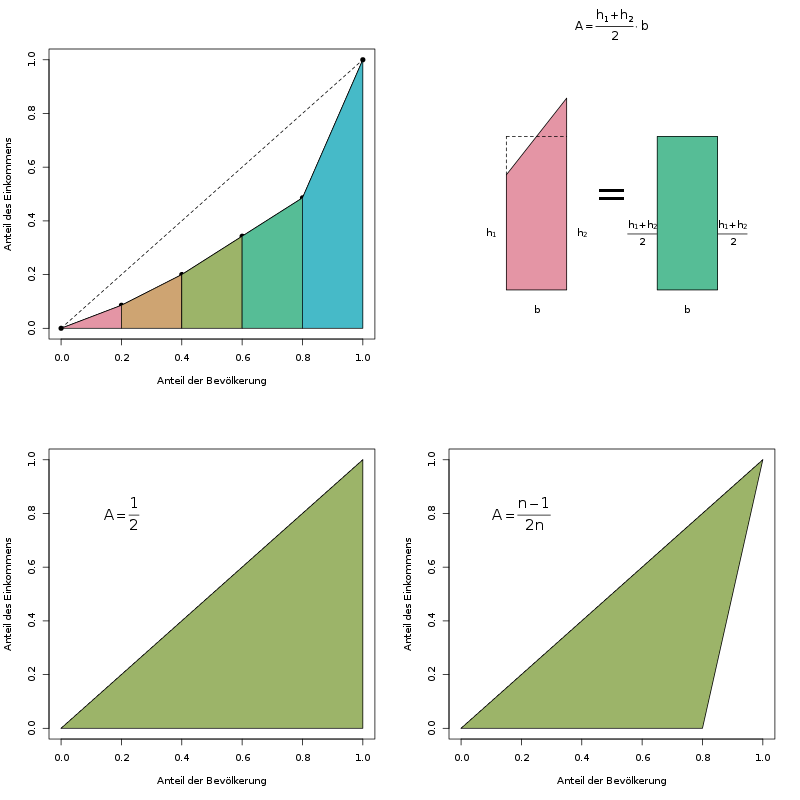 1.0
0.8
0.6
0.4
0.2
0.0
Anteil des Einkommens
0.0 0.2 0.4 0.6 0.8 1.0
Anteil der Bevölkerung
A = (h₁+h₂)/2 · b
h₁
h₂
b
(h₁+h₂)/2
(h₁+h₂)/2
b
1.0
0.8
0.6
0.4
0.2
0.0
Anteil des Einkommens
A = 1/2
0.0 0.2 0.4 0.6 0.8 1.0
Anteil der Bevölkerung
1.0
0.8
0.6
0.4
0.2
0.0
Anteil des Einkommens
A = (n−1)/2n
0.0 0.2 0.4 0.6 0.8 1.0
Anteil der Bevölkerung